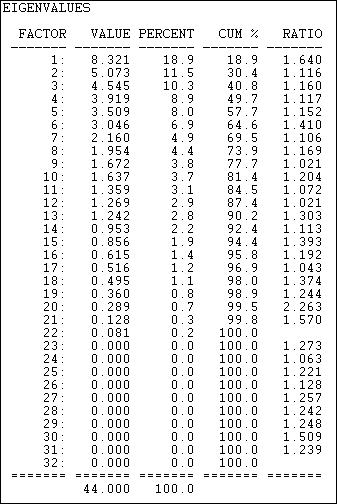 EIGENVALUES
FACTOR VALUE PERCENT CUM % RATIO
------- ------- ------- ------- -------
1: 8.321 18.9 18.9 1.640
2: 5.073 11.5 30.4 1.116
3: 4.545 10.3 40.8 1.160
4: 3.919 8.9 49.7 1.117
5: 3.509 8.0 57.7 1.152
6: 3.046 6.9 64.6 1.410
7: 2.160 4.9 69.5 1.106
8: 1.954 4.4 73.9 1.169
9: 1.672 3.8 77.7 1.021
10: 1.637 3.7 81.4 1.204
11: 1.359 3.1 84.5 1.072
12: 1.269 2.9 87.4 1.021
13: 1.242 2.8 90.2 1.303
14: 0.953 2.2 92.4 1.113
15: 0.856 1.9 94.4 1.393
16: 0.615 1.4 95.8 1.192
17: 0.516 1.2 96.9 1.043
18: 0.495 1.1 98.0 1.374
19: 0.360 0.8 98.9 1.244
20: 0.289 0.7 99.5 2.263
21: 0.128 0.3 99.8 1.570
22: 0.081 0.2 100.0
23: 0.000 0.0 100.0 1.273
24: 0.000 0.0 100.0 1.063
25: 0.000 0.0 100.0 1.221
26: 0.000 0.0 100.0 1.128
27: 0.000 0.0 100.0 1.257
28: 0.000 0.0 100.0 1.242
29: 0.000 0.0 100.0 1.248
30: 0.000 0.0 100.0 1.509
31: 0.000 0.0 100.0 1.239
32: 0.000 0.0 100.0
======= ======= ======= ======= =======
44.000 100.0